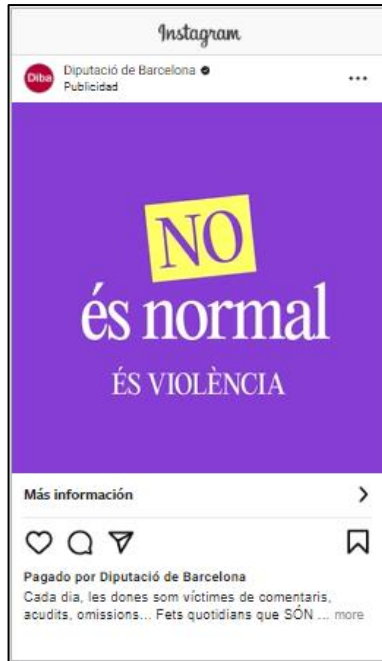 Instagram
Diba
Diputació de Barcelona
Publicidad
NO
és normal
ÉS VIOLÈNCIA
Más información
Pagado por Diputació de Barcelona
Cada dia, les dones som víctimes de comentaris,
acudits, omissions... Fets quotidians que SÓN ... more